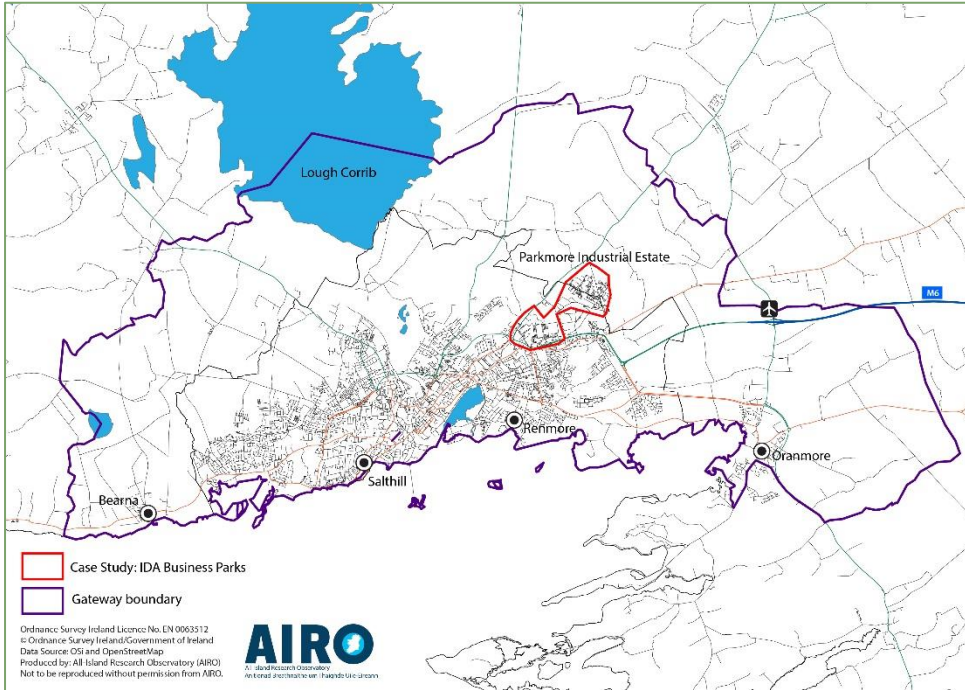 Lough Corrib
Parkmore Industrial Estate
M6
Renmore
Oranmore
Salthill
Bearna
Case Study: IDA Business Parks
Gateway boundary
Ordnance Survey Ireland Licence No. EN 0063512
© Ordnance Survey Ireland/Government of Ireland
Data Source: OSi and OpenStreetMap
Produced by: All-Island Research Observatory (AIRO)
Not to be reproduced without permission from AIRO.
AIRO
All-Island Research Observatory